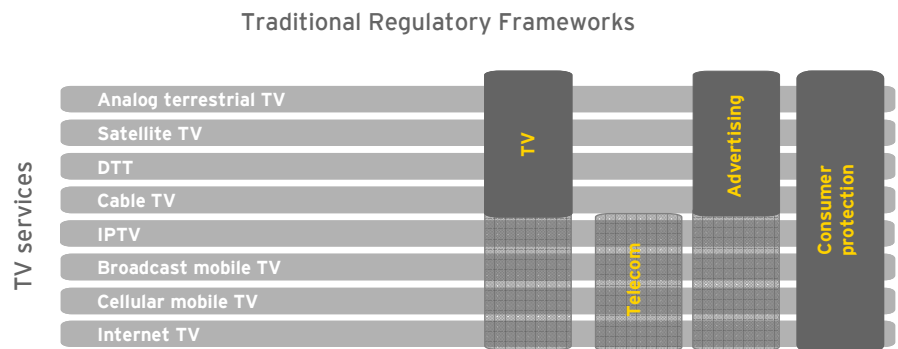 Traditional Regulatory Frameworks
TV services
Analog terrestrial TV
Satellite TV
DTT
Cable TV
IPTV
Broadcast mobile TV
Cellular mobile TV
Internet TV
TV
Telecom
Advertising
Consumer
protection